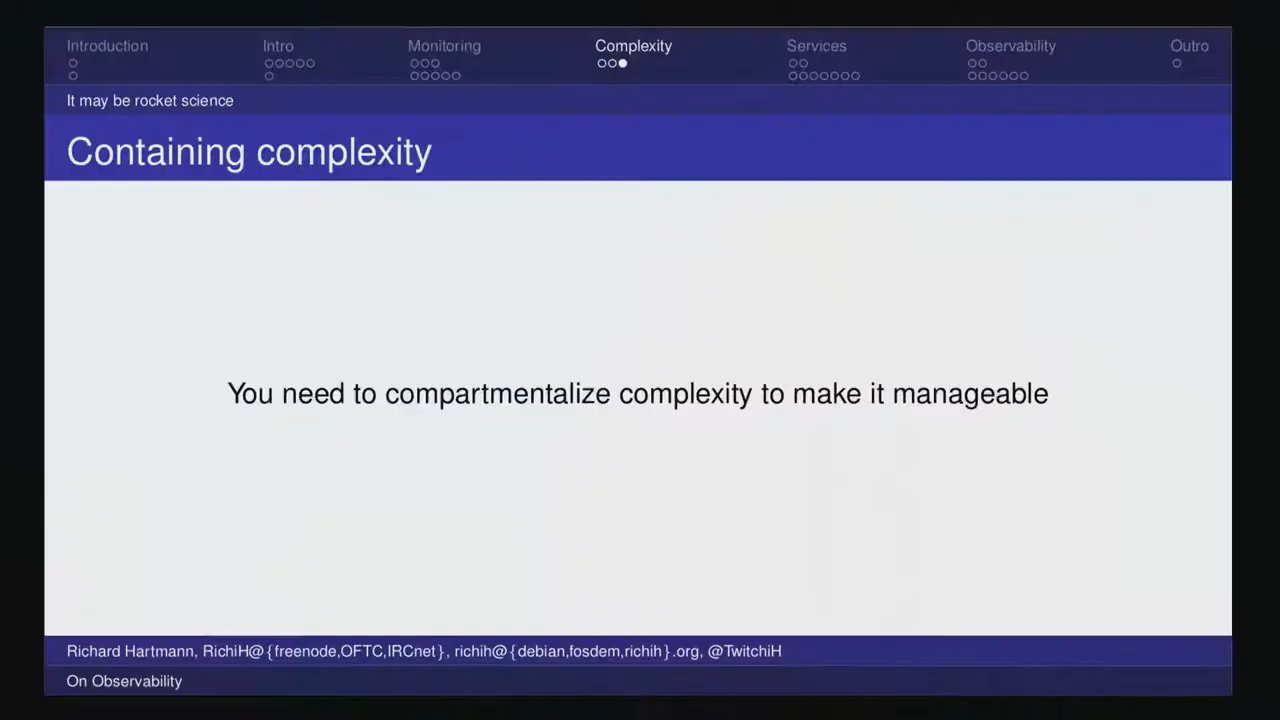 Introduction Intro Monitoring Complexity Services Observability Outro
It may be rocket science
Containing complexity
You need to compartmentalize complexity to make it manageable
Richard Hartmann, RichiH@{freenode,OFTC,IRCnet}, richih@{debian,fosdem,richih}.org, @TwitchiH
On Observability